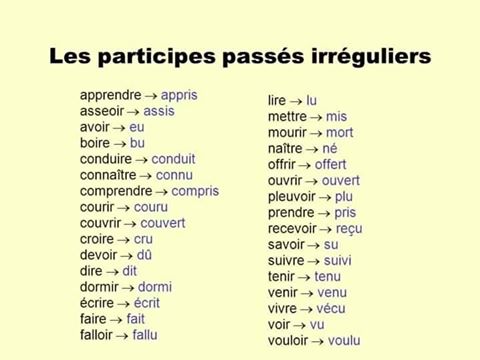 Les participes passés irréguliers
apprendre → appris
asseoir → assis
avoir → eu
boire → bu
conduire → conduit
connaître → connu
comprendre → compris
courir → couru
couvrir → couvert
croire → cru
devoir → dû
dire → dit
dormir → dormi
écrire → écrit
faire → fait
falloir → fallu
lire → lu
mettre → mis
mourir → mort
naître → né
offrir → offert
ouvrir → ouvert
pleuvoir → plu
prendre → pris
recevoir → reçu
savoir → su
suivre → suivi
tenir → tenu
venir → venu
vivre → vécu
voir → vu
vouloir → voulu